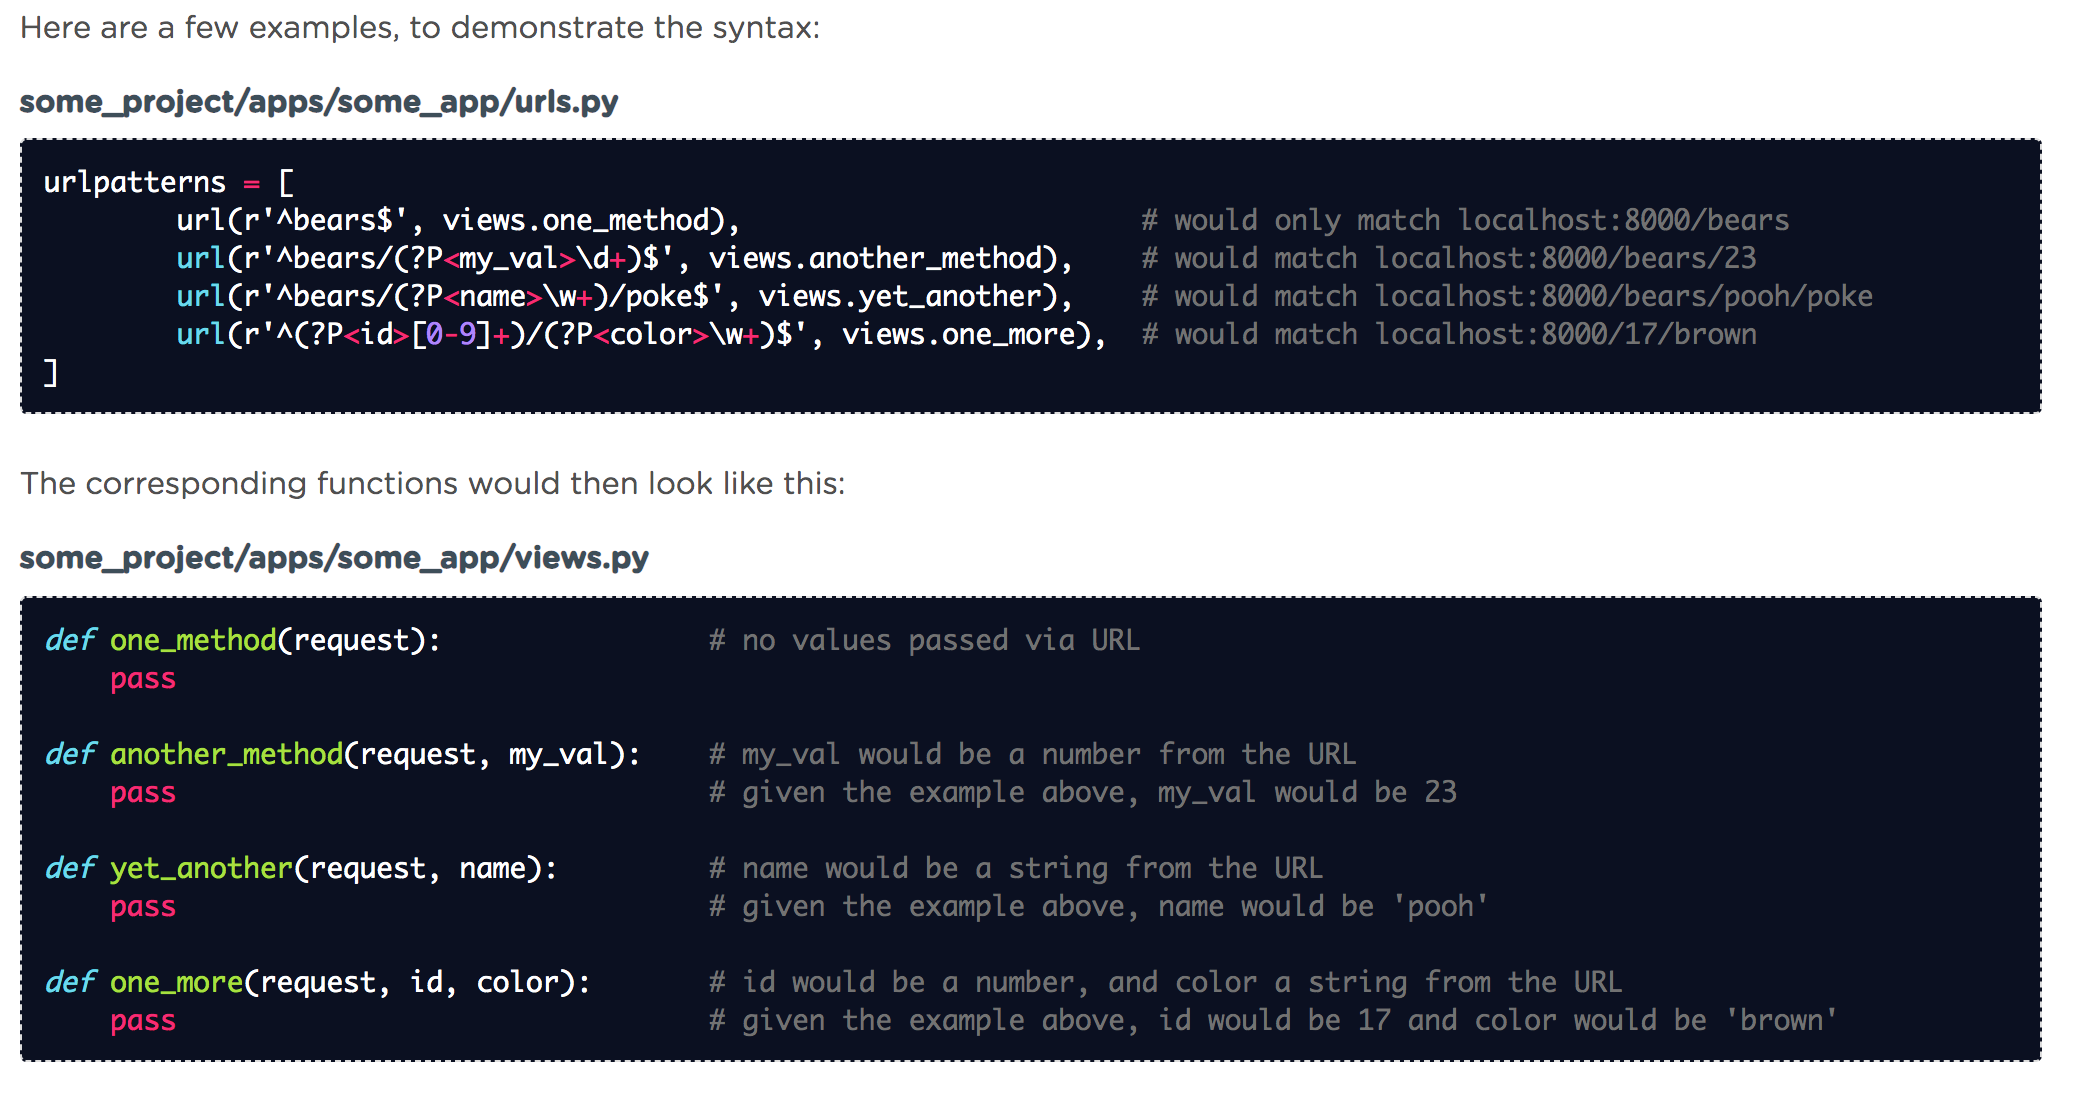 Here are a few examples, to demonstrate the syntax:
some_project/apps/some_app/urls.py
urlpatterns = [
        url(r'^bears$', views.one_method),                        # would only match localhost:8000/bears
        url(r'^bears/(?P<my_val>\d+)$', views.another_method),    # would match localhost:8000/bears/23
        url(r'^bears/(?P<name>\w+)/poke$', views.yet_another),    # would match localhost:8000/bears/pooh/poke
        url(r'^(?P<id>[0-9]+)/(?P<color>\w+)$', views.one_more),  # would match localhost:8000/17/brown
]
The corresponding functions would then look like this:
some_project/apps/some_app/views.py
def one_method(request):                # no values passed via URL
    pass
def another_method(request, my_val):    # my_val would be a number from the URL
    pass                                # given the example above, my_val would be 23
def yet_another(request, name):         # name would be a string from the URL
    pass                                # given the example above, name would be 'pooh'
def one_more(request, id, color):       # id would be a number, and color a string from the URL
    pass                                # given the example above, id would be 17 and color would be 'brown'